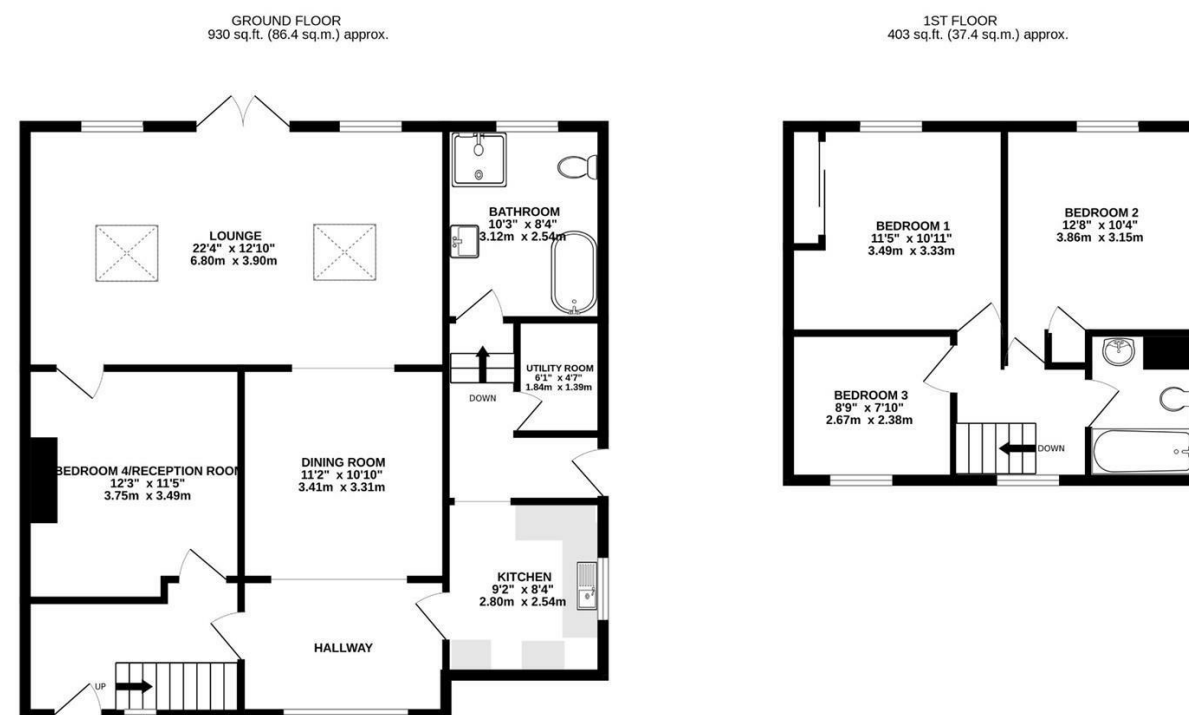 GROUND FLOOR
930 sq.ft. (86.4 sq.m.) approx.
LOUNGE
22'4" x 12'10"
6.80m x 3.90m
BATHROOM
10'3" x 8'4"
3.12m x 2.54m
UTILITY ROOM
6'1" x 4'7"
1.84m x 1.39m
DOWN
BEDROOM 4/RECEPTION ROOM
12'3" x 11'5"
3.75m x 3.49m
DINING ROOM
11'2" x 10'10"
3.41m x 3.31m
KITCHEN
9'2" x 8'4"
2.80m x 2.54m
HALLWAY
UP
1ST FLOOR
403 sq.ft. (37.4 sq.m.) approx.
BEDROOM 1
11'5" x 10'11"
3.49m x 3.33m
BEDROOM 2
12'8" x 10'4"
3.86m x 3.15m
BEDROOM 3
8'9" x 7'10"
2.67m x 2.38m
DOWN